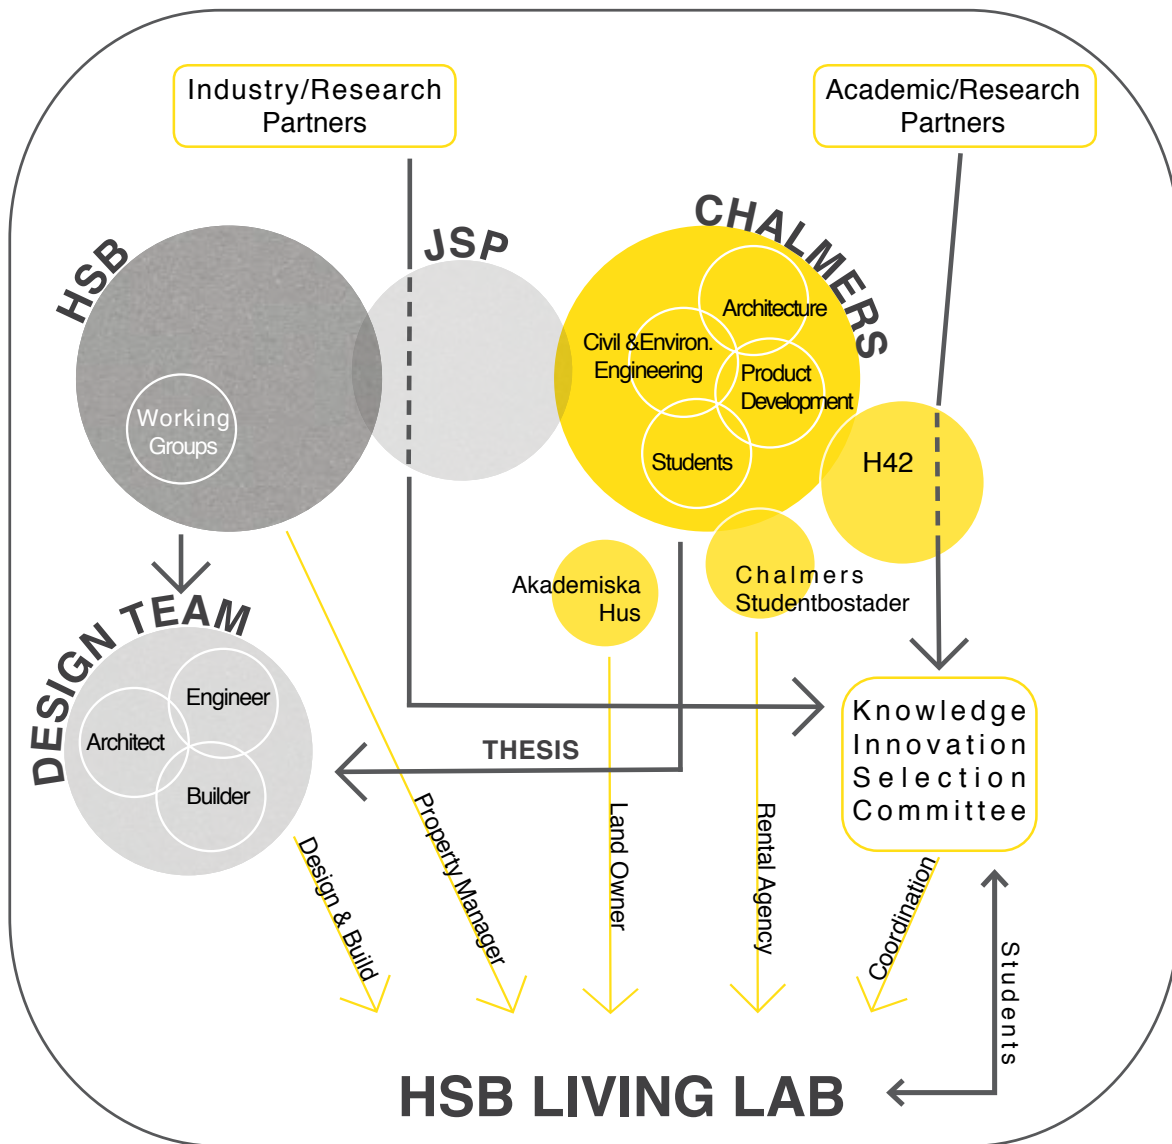 Industry/Research
Partners
Academic/Research
Partners
HSB
JSP
CHALMERS
Architecture
Civil &Environ.
Engineering
Product
Development
Students
Working
Groups
H42
Akademiska
Hus
Chalmers
Studentbostader
DESIGN TEAM
Engineer
Architect
Builder
THESIS
Knowledge
Innovation
Selection
Committee
Design & Build
Property Manager
Land Owner
Rental Agency
Coordination
Students
HSB LIVING LAB